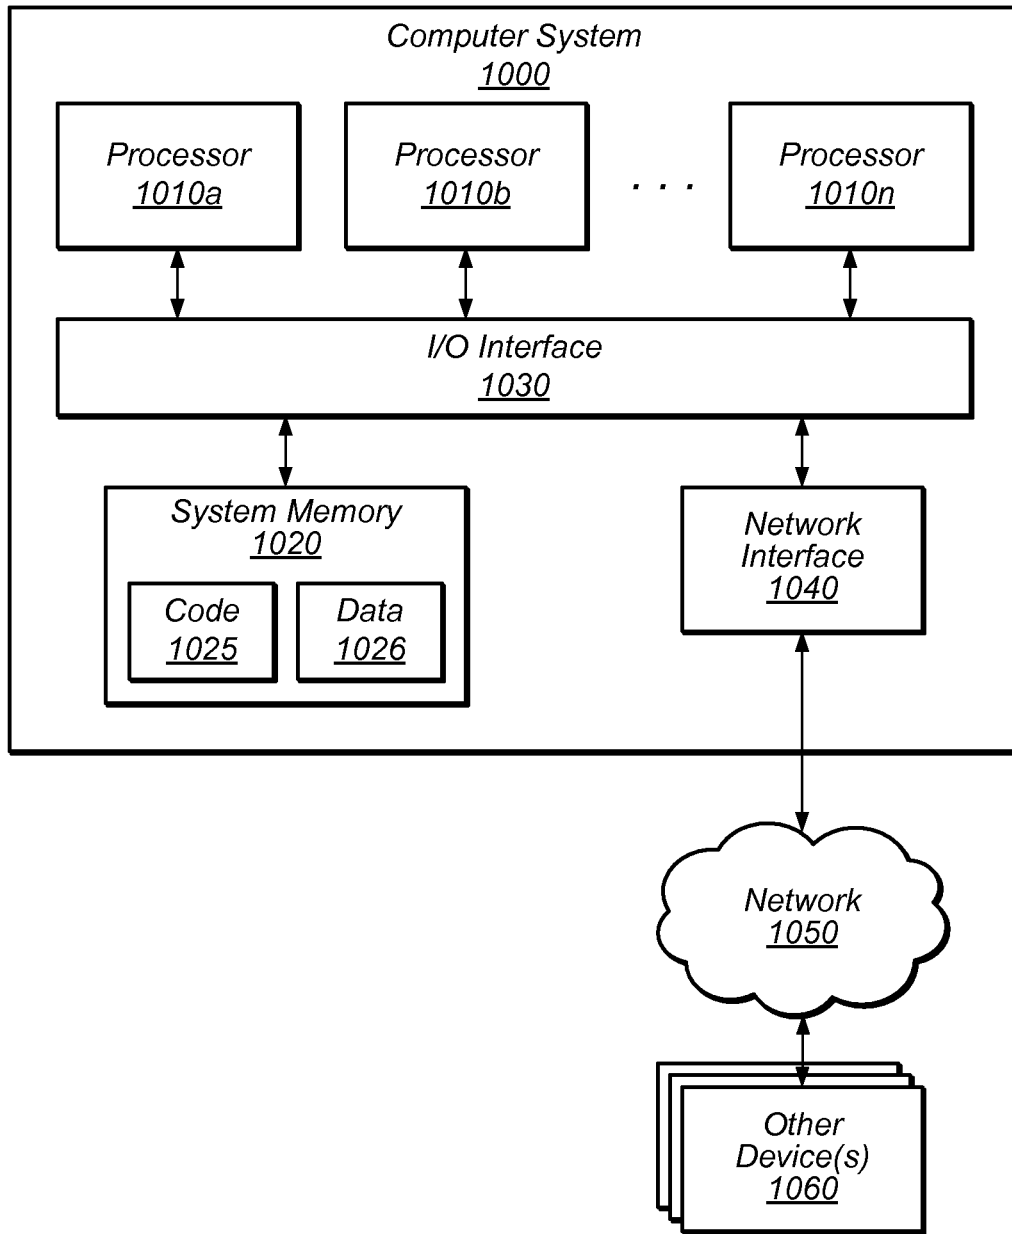 Computer System
1000
Processor
1010a
Processor
1010b
. . .
Processor
1010n
I/O Interface
1030
System Memory
1020
Code
1025
Data
1026
Network
Interface
1040
Network
1050
Other
Device(s)
1060